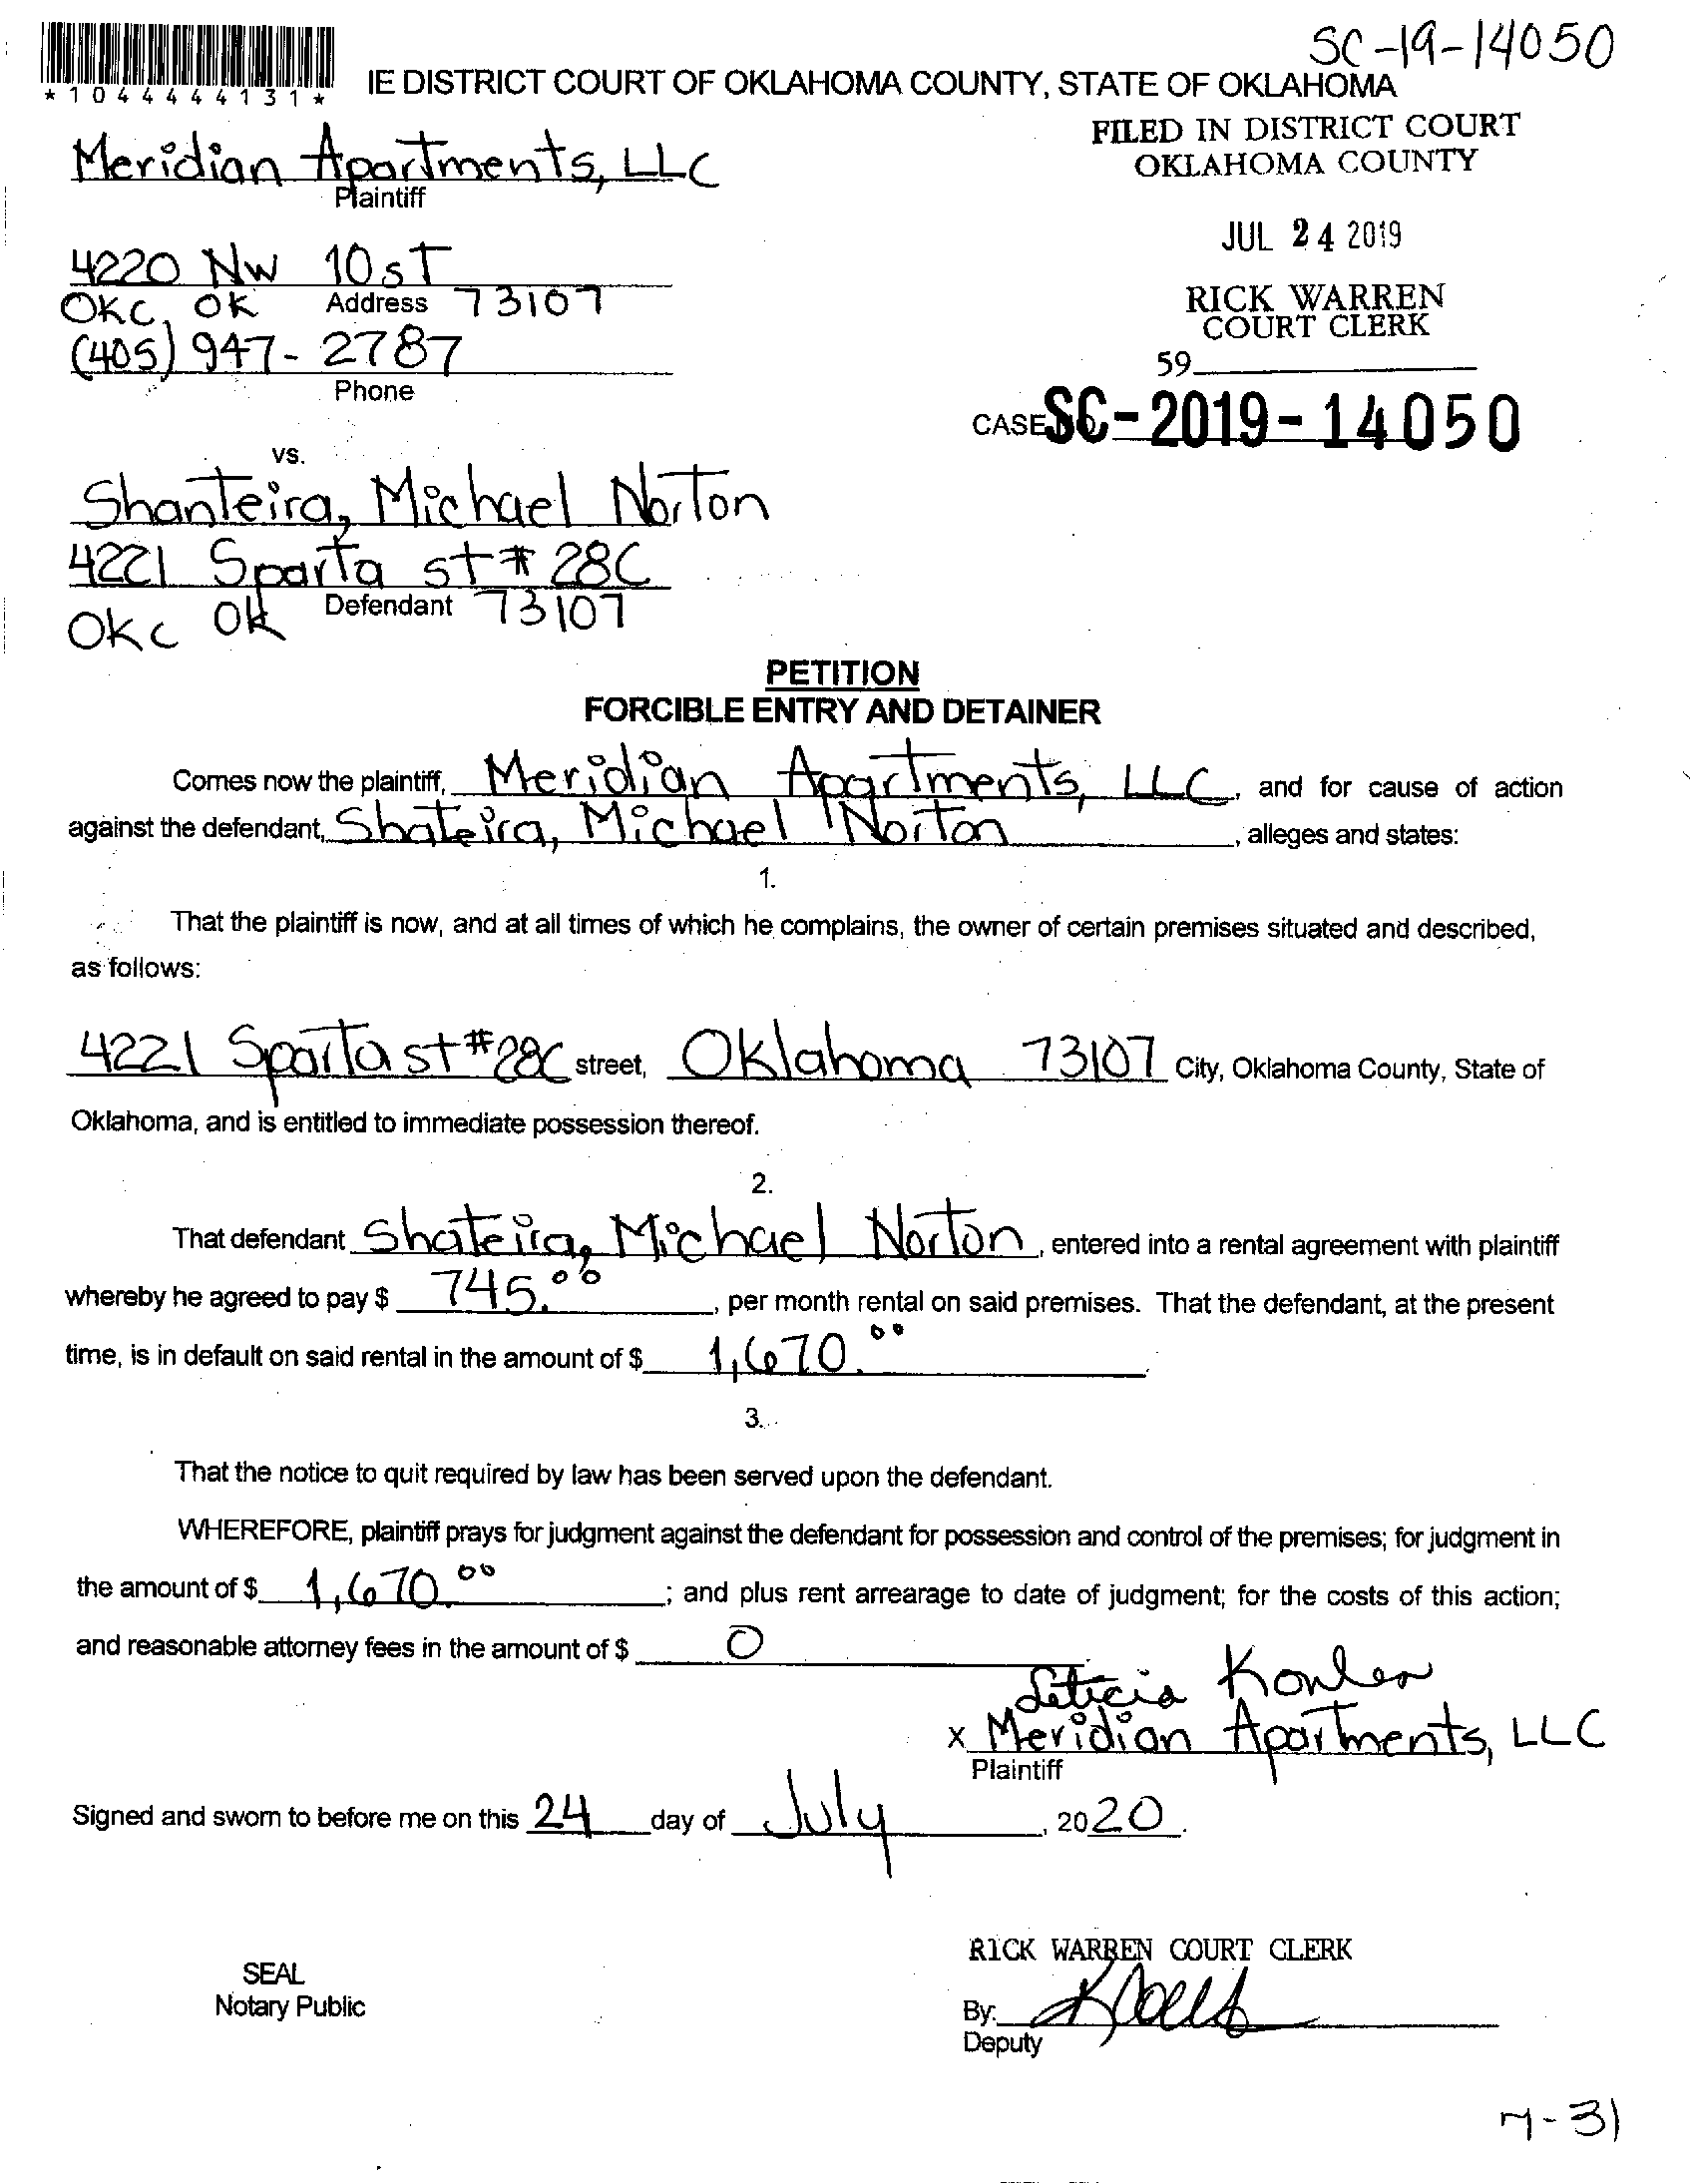 SC-19-14050
*1044444131*
IE DISTRICT COURT OF OKLAHOMA COUNTY, STATE OF OKLAHOMA
FILED IN DISTRICT COURT
OKLAHOMA COUNTY
Meridian Apartments, LLC
Plaintiff
JUL 24 2019
4220 NW 10 ST
OKC, OK Address 73107
RICK WARREN
COURT CLERK
(405) 947-2787
Phone
59
CASE SC-2019-14050
vs.
Shanteira, Michael Norton
4221 Sparta st # 28C
Defendant
OKC OK 73107
PETITION
FORCIBLE ENTRY AND DETAINER
Comes now the plaintiff, Meridian Apartments, LLC, and for cause of action
against the defendant, Shateira, Michael Norton, alleges and states:
1.
That the plaintiff is now, and at all times of which he complains, the owner of certain premises situated and described,
as follows:
4221 Sparta st #28C street, Oklahoma 73107 City, Oklahoma County, State of
Oklahoma, and is entitled to immediate possession thereof.
2.
That defendant Shateira, Michael Norton, entered into a rental agreement with plaintiff
whereby he agreed to pay $ 745.00, per month rental on said premises. That the defendant, at the present
time, is in default on said rental in the amount of $ 1,670.00.
3.
That the notice to quit required by law has been served upon the defendant.
WHEREFORE, plaintiff prays for judgment against the defendant for possession and control of the premises; for judgment in
the amount of $ 1,670.00; and plus rent arrearage to date of judgment; for the costs of this action;
and reasonable attorney fees in the amount of $ 0.
Leticia
x Meridian Apartments, LLC
Plaintiff
Signed and sworn to before me on this 24 day of July, 2020.
RICK WARREN COURT CLERK
SEAL
Notary Public
By:
Deputy
7-31